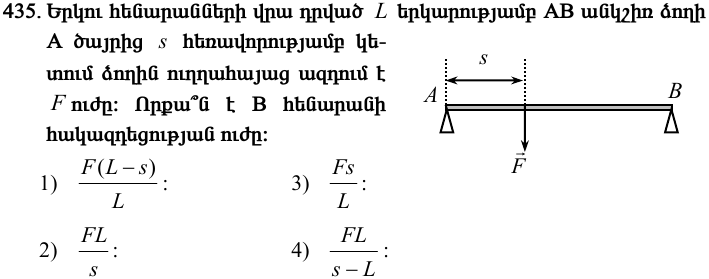 435. Երկու հենարանների վրա դրված L երկարությամբ AB անկշիռ ձողի
A ծայրից s հեռավորությամբ կե-
տում ձողին ուղղահայաց ազդում է
F ուժը: Որքա՞ն է B հենարանի
հակազդեցության ուժը:
s
A
B
F⃗
1) F(L – s)/L :
3) Fs/L :
2) FL/s :
4) FL/(s – L) :